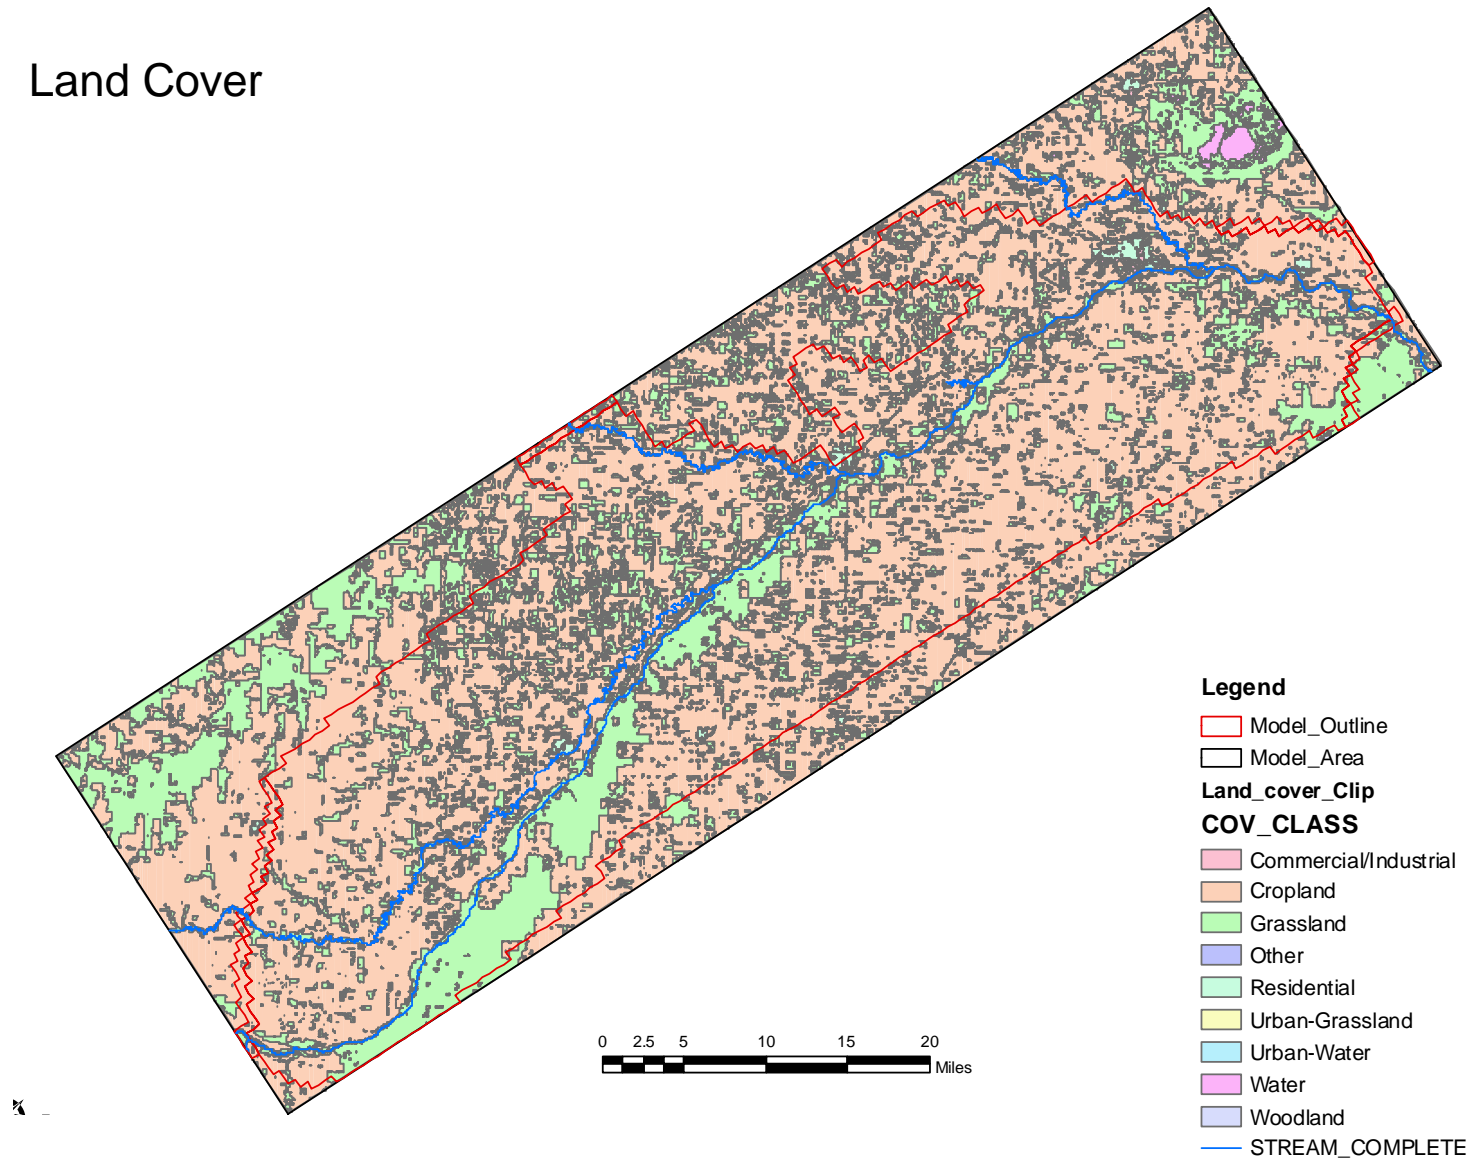 Land Cover
Legend
Model_Outline
Model_Area
Land_cover_Clip
COV_CLASS
Commercial/Industrial
Cropland
Grassland
Other
Residential
Urban-Grassland
Urban-Water
Water
Woodland
STREAM_COMPLETE
0 2.5 5 10 15 20
Miles